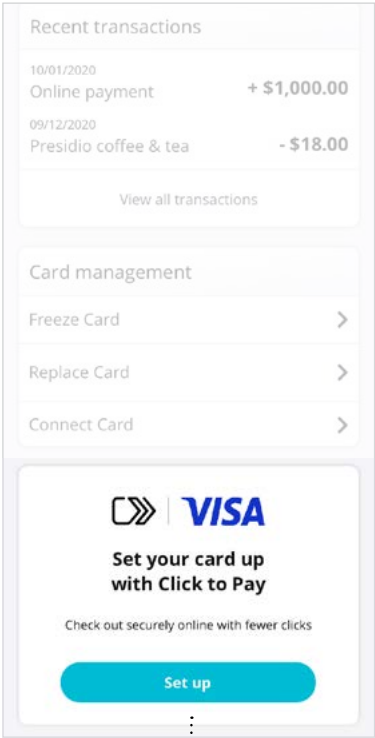 Recent transactions
10/01/2020
Online payment + $1,000.00
09/12/2020
Presidio coffee & tea - $18.00
View all transactions
Card management
Freeze Card
Replace Card
Connect Card
VISA
Set your card up
with Click to Pay
Check out securely online with fewer clicks
Set up